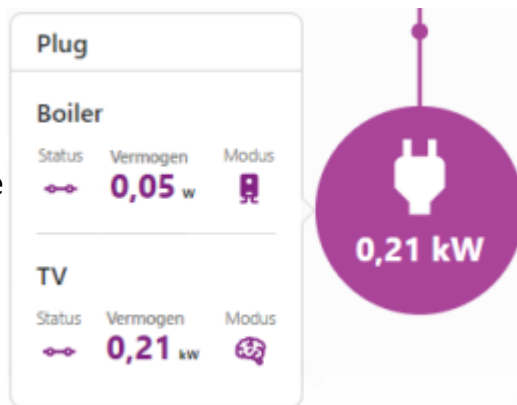 Plug
Boiler
Status Vermogen Modus
0,05 w
TV
Status Vermogen Modus
0,21 kw
0,21 kW
e